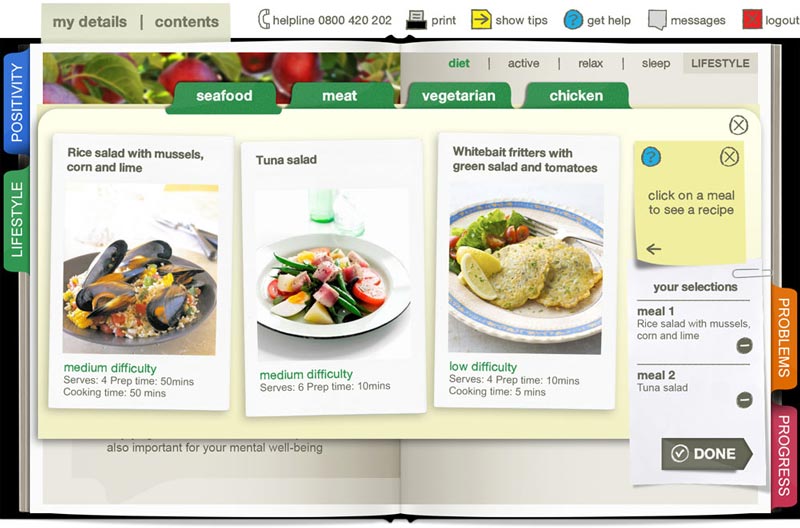 my details | contents
helpline 0800 420 202
print
show tips
get help
messages
logout
diet | active | relax | sleep LIFESTYLE
seafood
meat
vegetarian
chicken
POSITIVITY
LIFESTYLE
Rice salad with mussels,
corn and lime
medium difficulty
Serves: 4 Prep time: 50mins
Cooking time: 50 mins
Tuna salad
medium difficulty
Serves: 6 Prep time: 10mins
Whitebait fritters with
green salad and tomatoes
low difficulty
Serves: 4 Prep time: 10mins
Cooking time: 5 mins
?
click on a meal
to see a recipe
your selections
meal 1
Rice salad with mussels,
corn and lime
meal 2
Tuna salad
DONE
PROBLEMS
PROGRESS
also important for your mental well-being